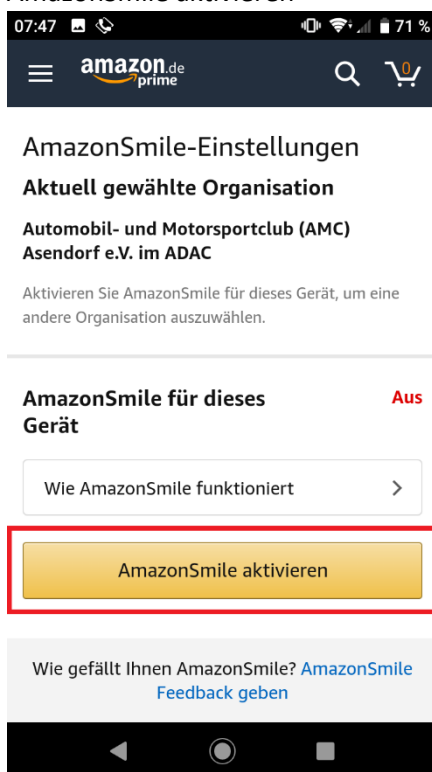 AmazonSmile aktivieren
07:47 71 %
amazon.de
prime
0
AmazonSmile-Einstellungen
Aktuell gewählte Organisation
Automobil- und Motorsportclub (AMC)
Asendorf e.V. im ADAC
Aktivieren Sie AmazonSmile für dieses Gerät, um eine
andere Organisation auszuwählen.
AmazonSmile für dieses Aus
Gerät
Wie AmazonSmile funktioniert
AmazonSmile aktivieren
Wie gefällt Ihnen AmazonSmile? AmazonSmile
Feedback geben